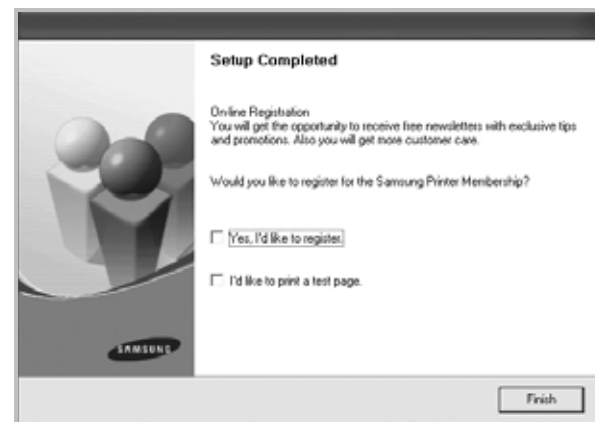 Setup Completed
On-line Registration
You will get the opportunity to receive free newsletters with exclusive tips
and promotions. Also you will get more customer care.
Would you like to register for the Samsung Printer Membership?
Yes, I'd like to register.
I'd like to print a test page.
SAMSUNG
Finish